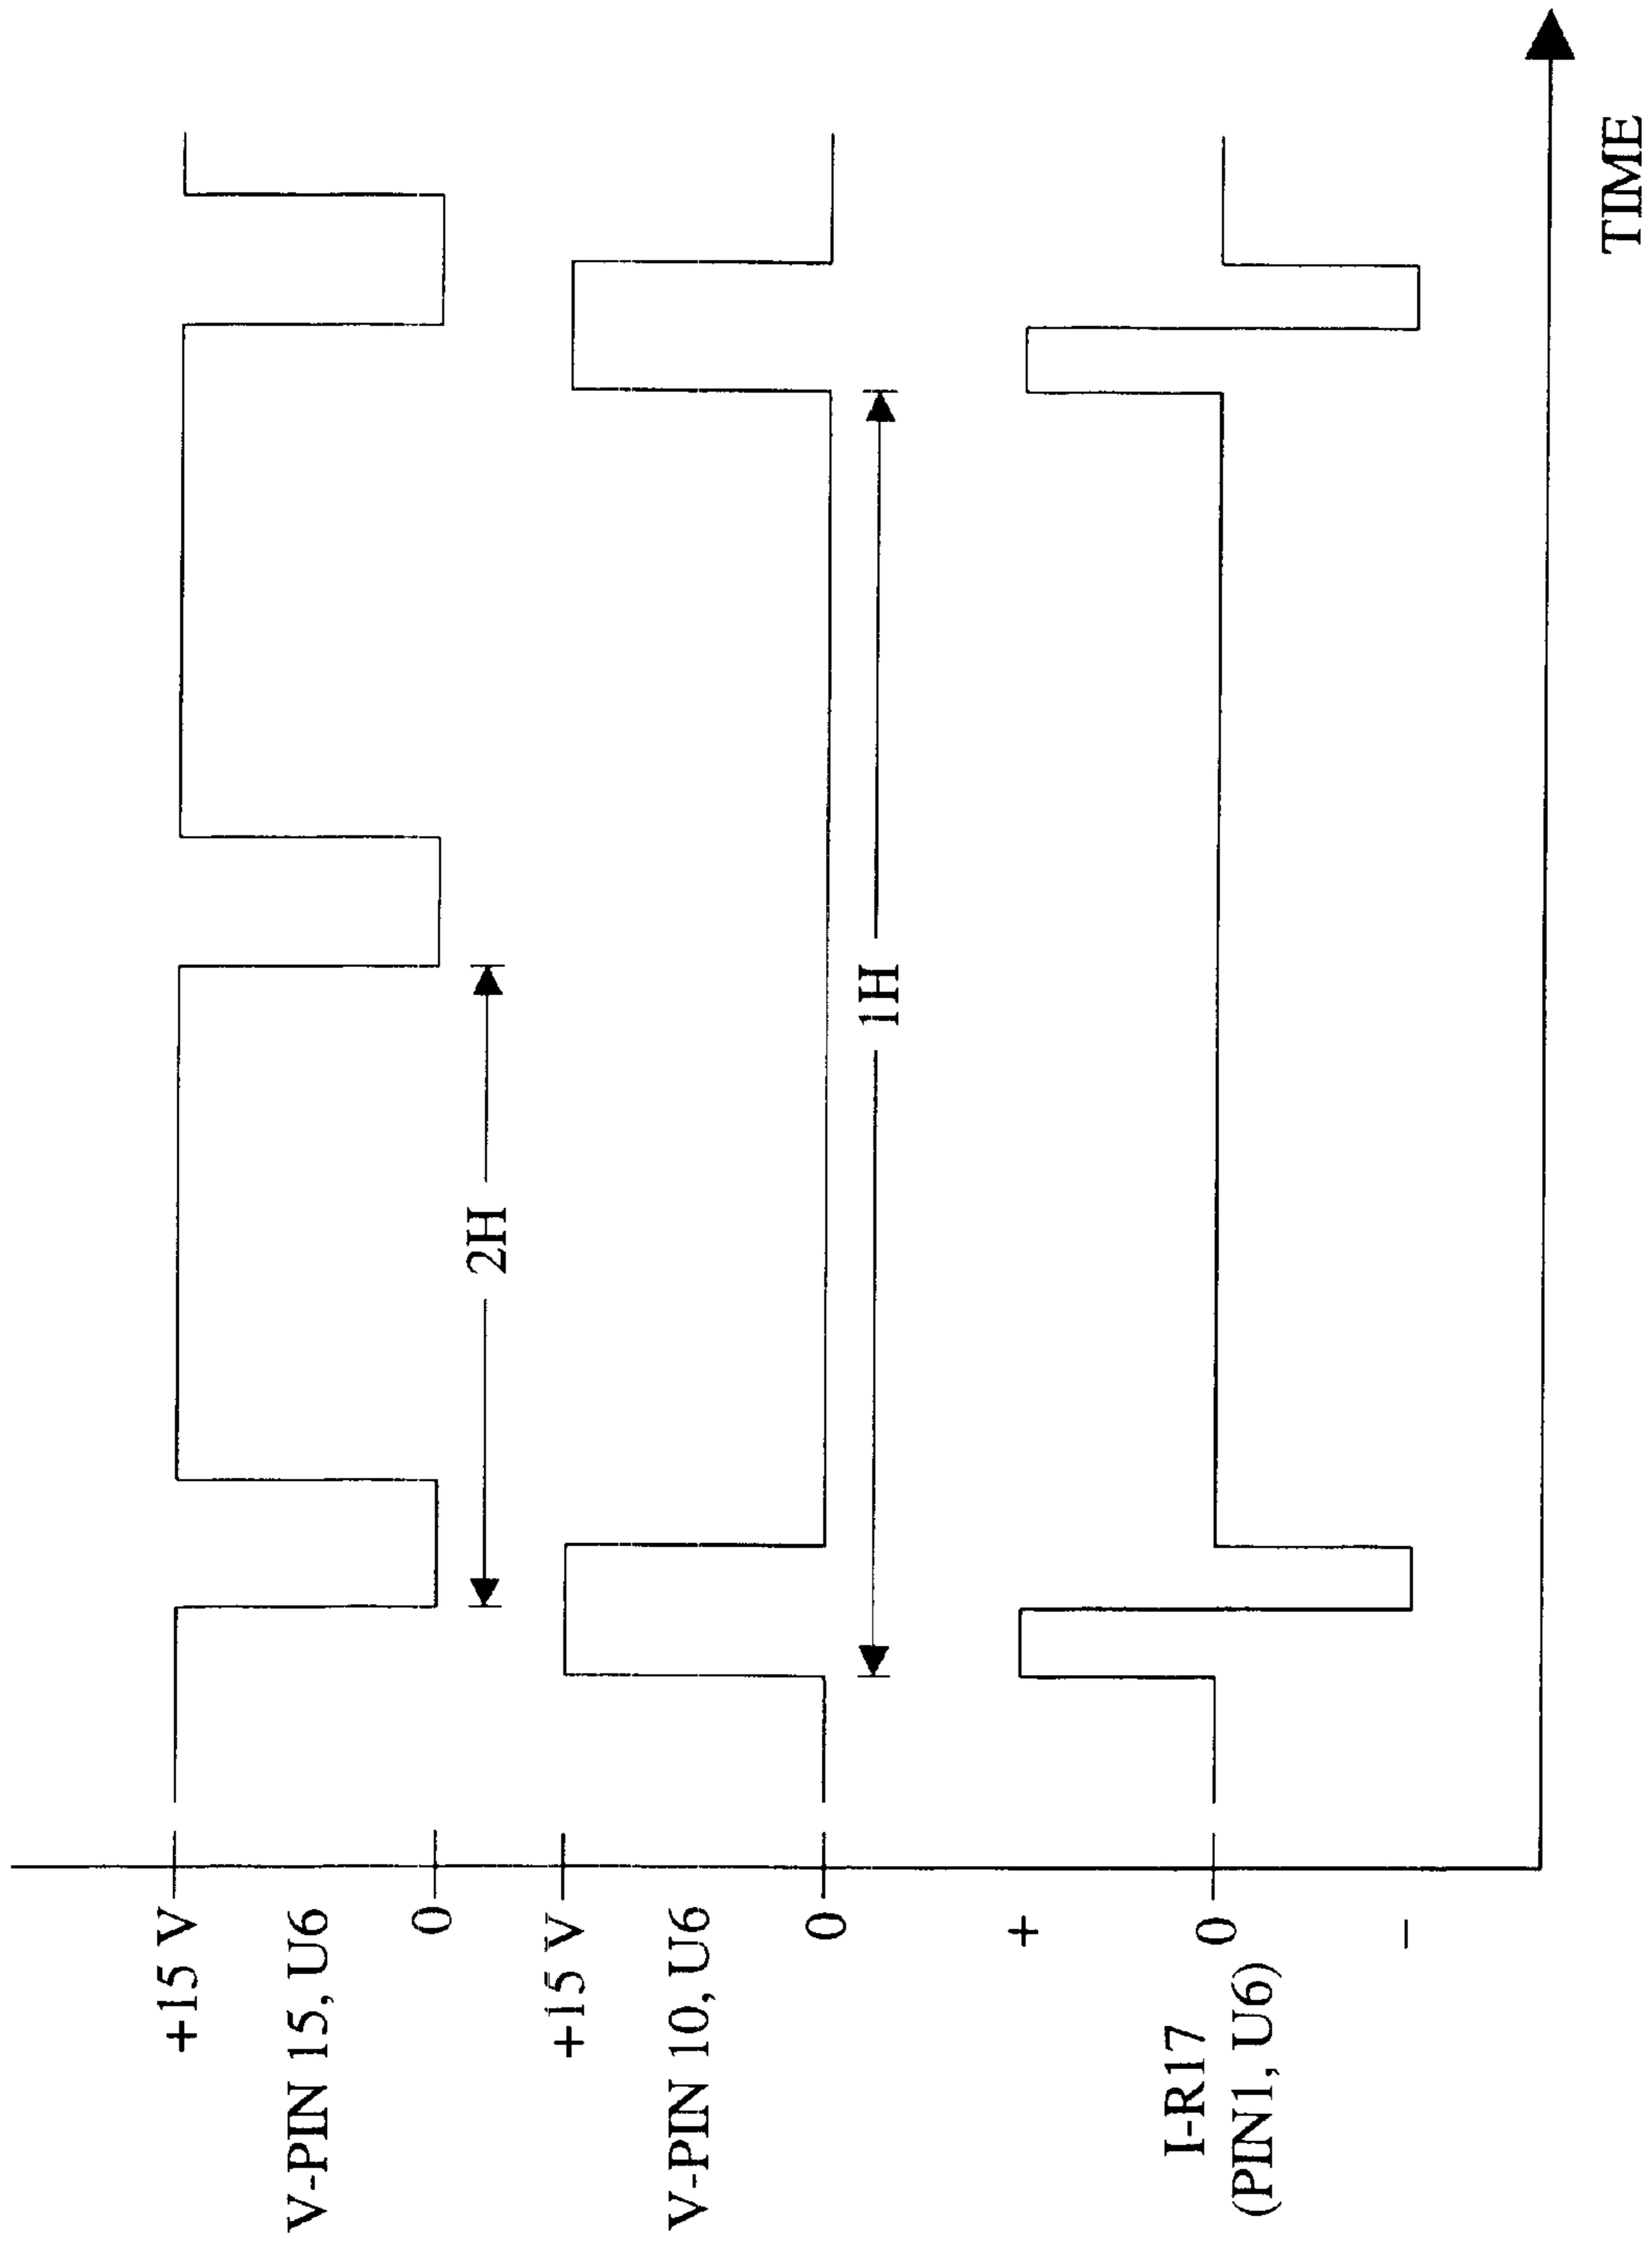 +15 V
V-PIN 15, U6
0
2H
+15 V
V-PIN 10, U6
0
1H
+
I-R17
0
(PIN1, U6)
−
TIME